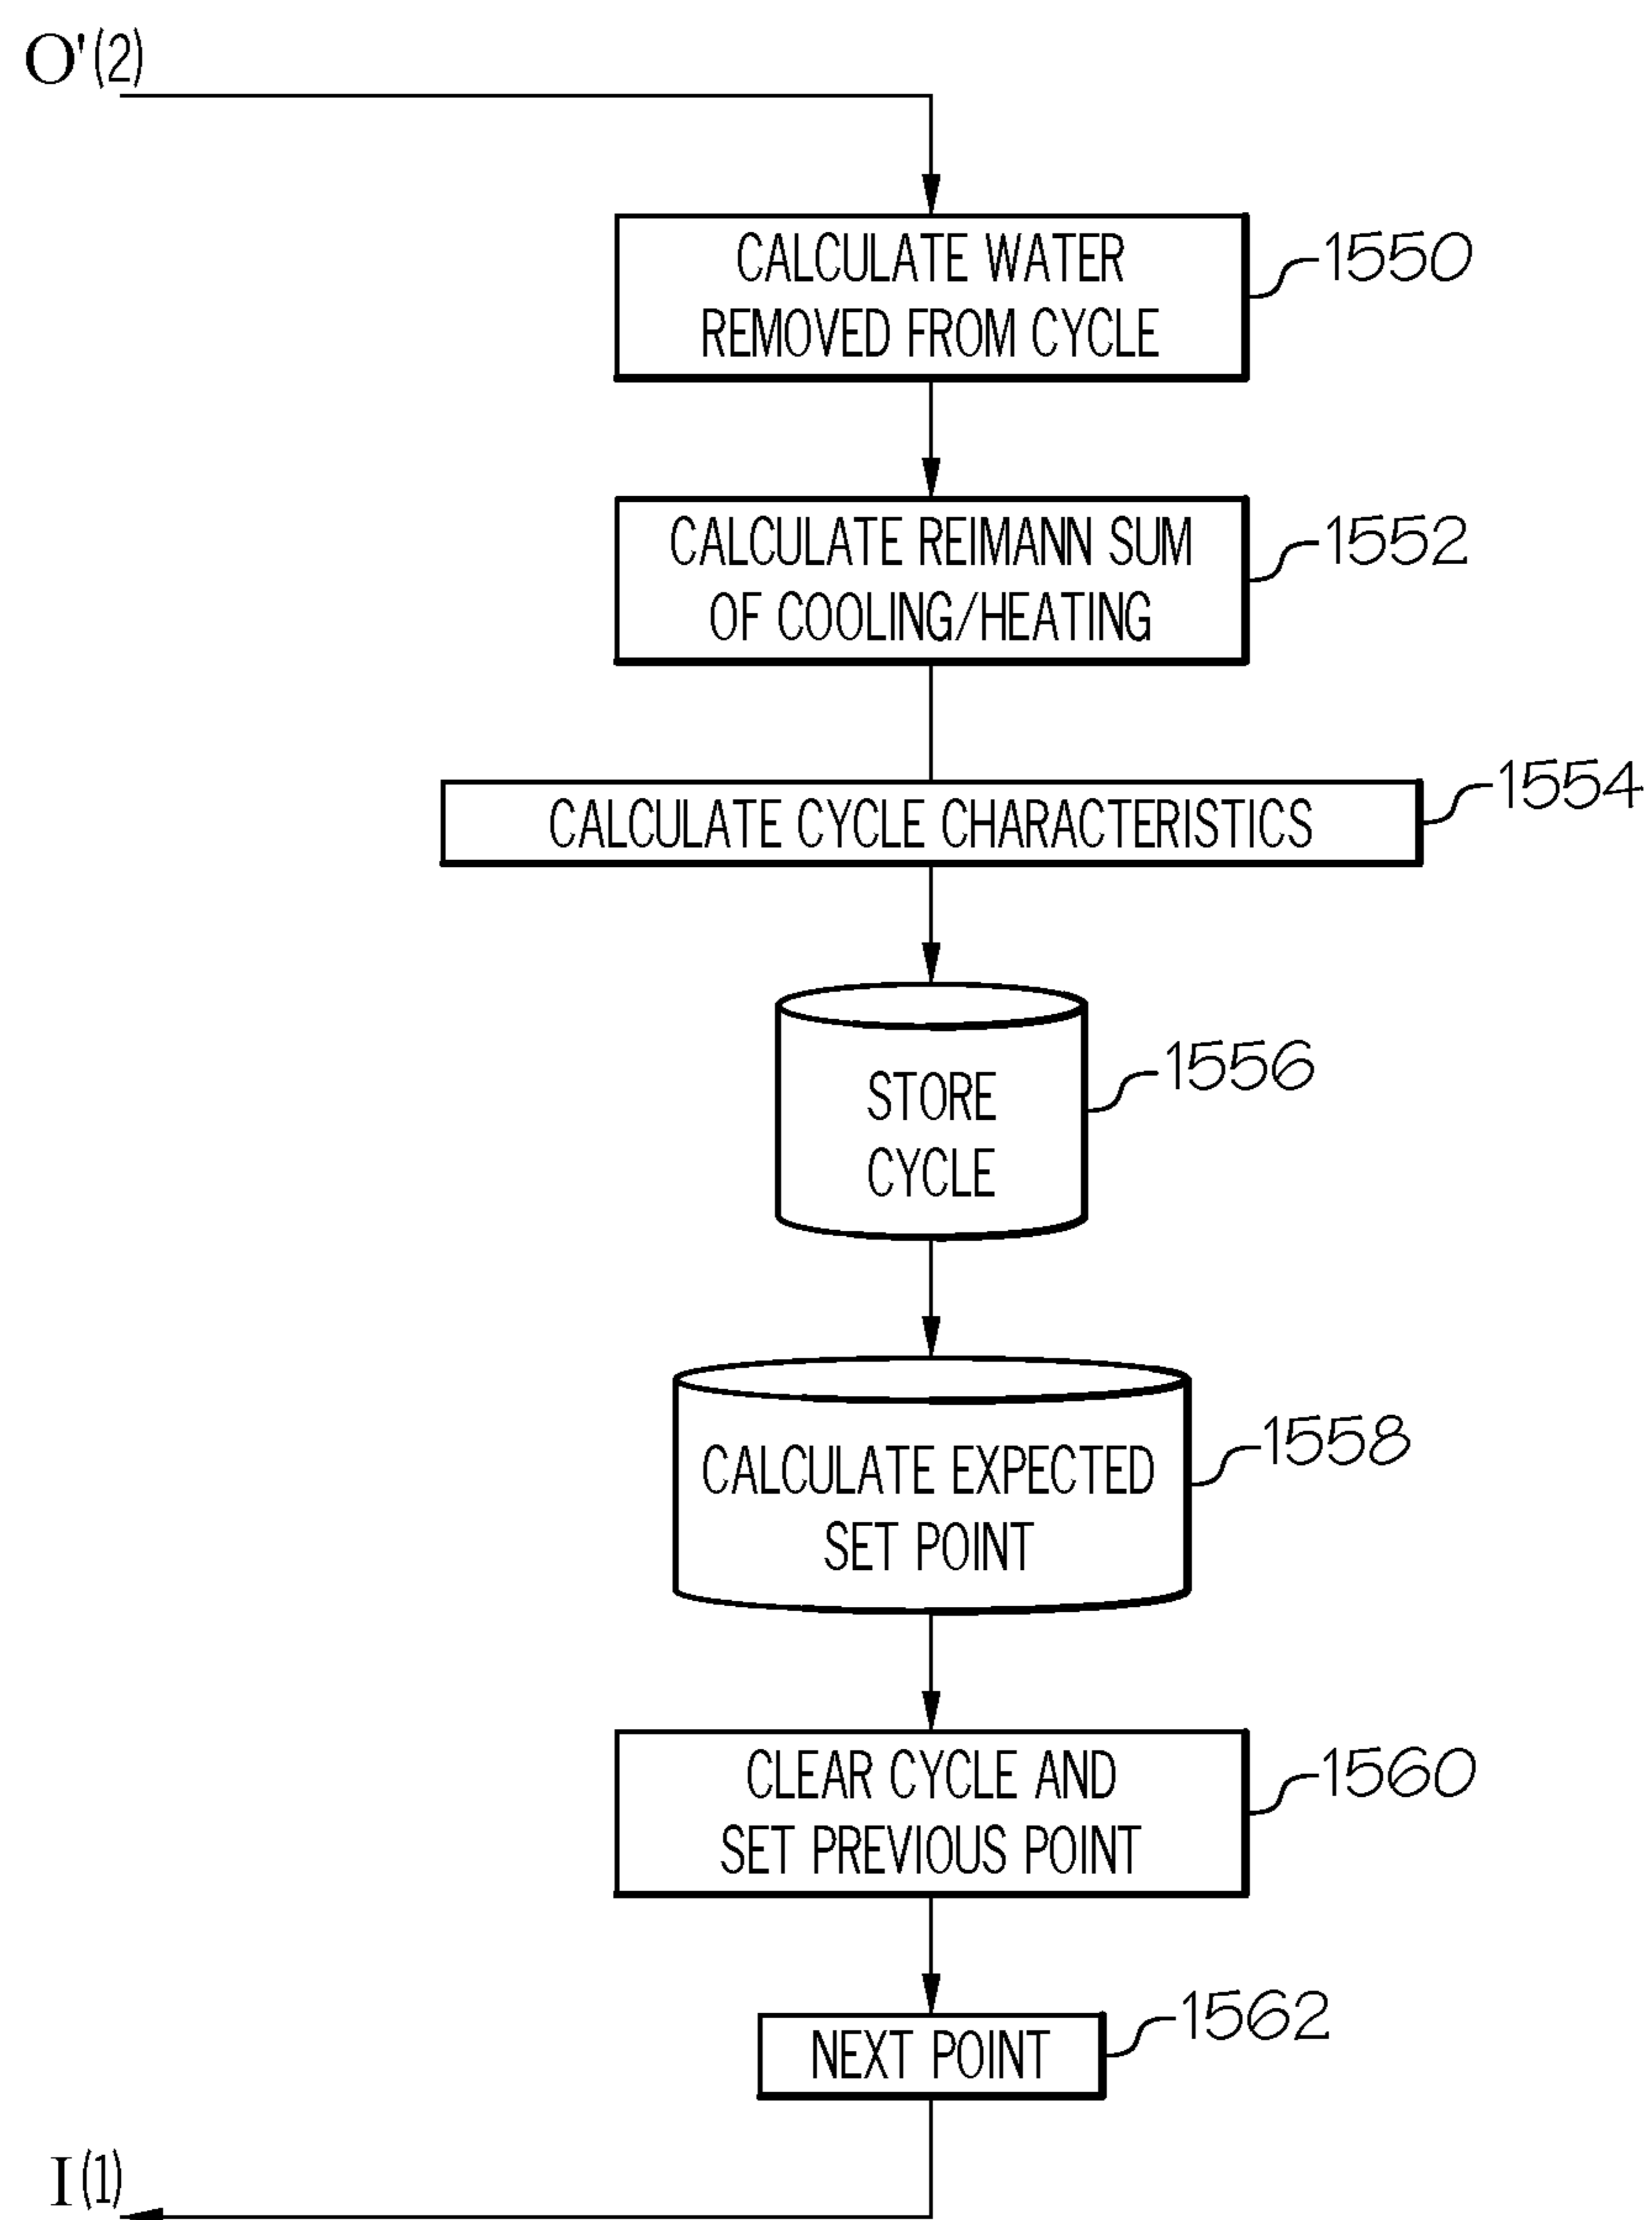 O'(2)
CALCULATE WATER
REMOVED FROM CYCLE
1550
CALCULATE REIMANN SUM
OF COOLING/HEATING
1552
CALCULATE CYCLE CHARACTERISTICS
1554
STORE
CYCLE
1556
CALCULATE EXPECTED
SET POINT
1558
CLEAR CYCLE AND
SET PREVIOUS POINT
1560
NEXT POINT
1562
I(1)